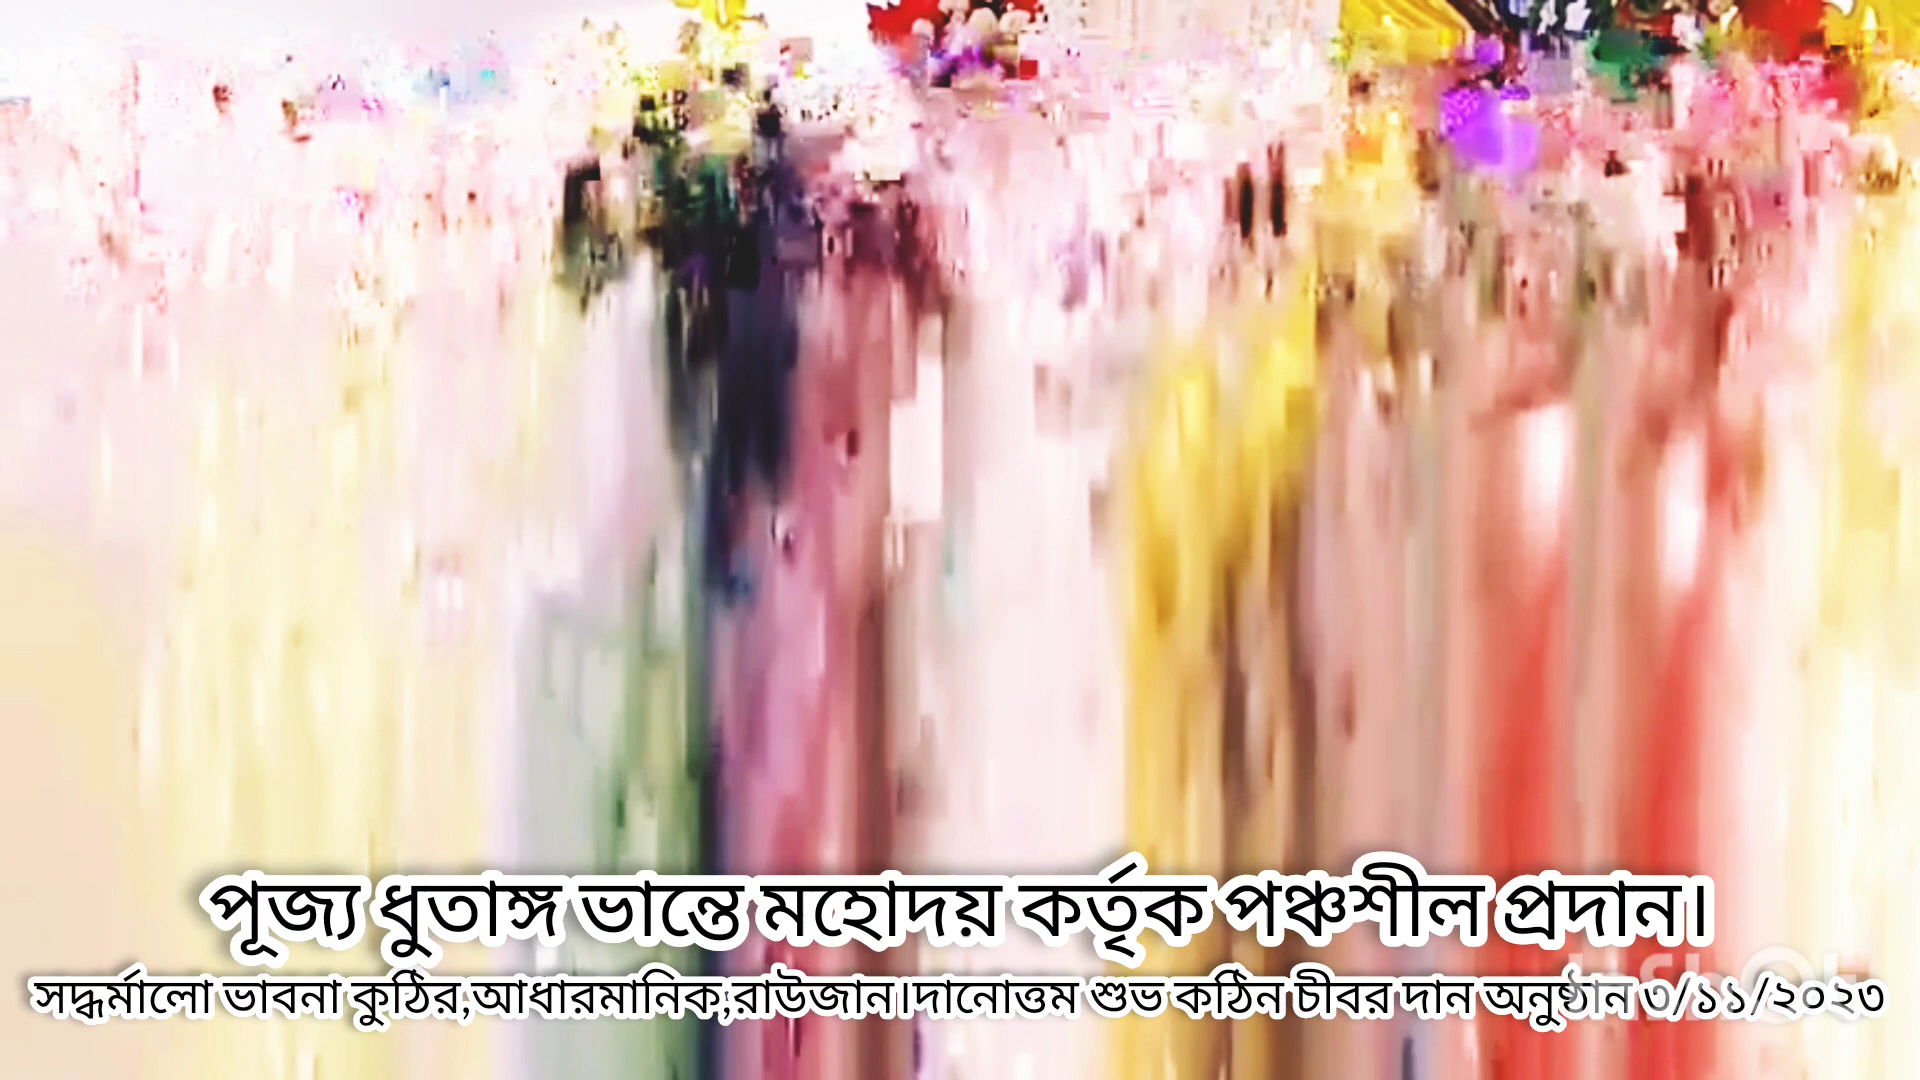 পূজ্য ধুতাঙ্গ ভান্তে মহোদয় কর্তৃক পঞ্চশীল প্রদান।
সদ্ধর্মালো ভাবনা কুঠির,আধারমানিক,রাউজান।দানোত্তম শুভ কঠিন চীবর দান অনুষ্ঠান ৩/১১/২০২৩
InShOt